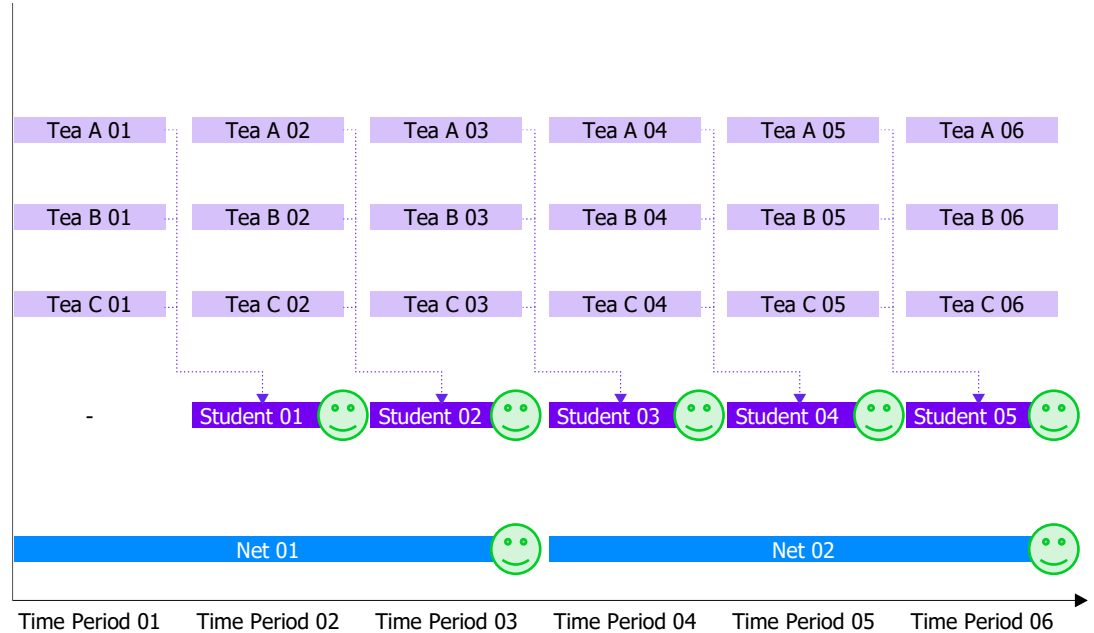 Tea A 01
Tea A 02
Tea A 03
Tea A 04
Tea A 05
Tea A 06
Tea B 01
Tea B 02
Tea B 03
Tea B 04
Tea B 05
Tea B 06
Tea C 01
Tea C 02
Tea C 03
Tea C 04
Tea C 05
Tea C 06
-
Student 01
Student 02
Student 03
Student 04
Student 05
Net 01
Net 02
Time Period 01
Time Period 02
Time Period 03
Time Period 04
Time Period 05
Time Period 06